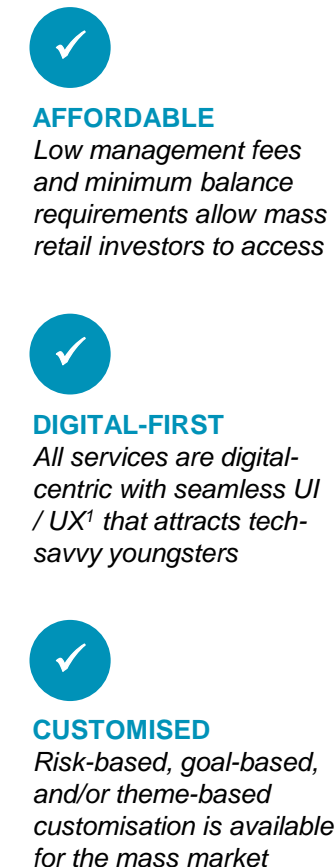 AFFORDABLE
Low management fees
and minimum balance
requirements allow mass
retail investors to access
DIGITAL-FIRST
All services are digital-
centric with seamless UI
/ UX¹ that attracts tech-
savvy youngsters
CUSTOMISED
Risk-based, goal-based,
and/or theme-based
customisation is available
for the mass market